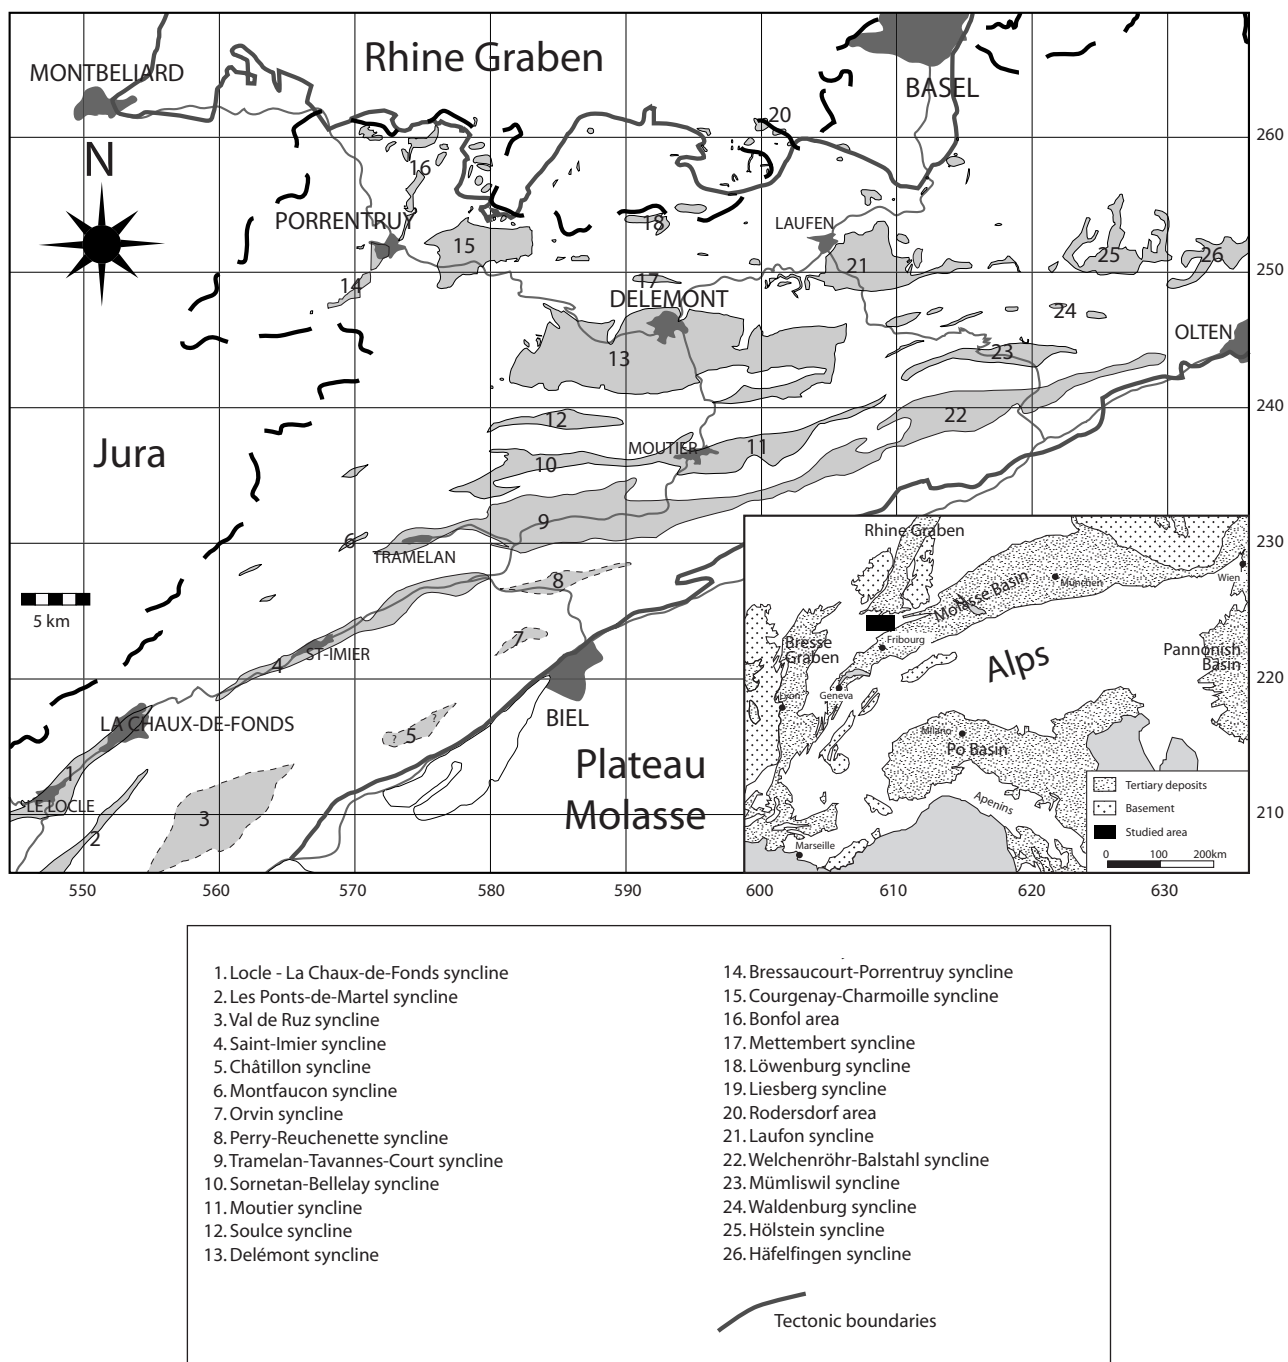 Rhine Graben
MONTBELIARD
BASEL
20
260
N
16
PORRENTRUY
15
18
LAUFEN
21
25
26
250
14
17
DELEMONT
24
OLTEN
13
23
240
12
22
Jura
MOUTIER
11
10
9
6
TRAMELAN
230
8
5 km
7
ST-IMIER
4
220
LA CHAUX-DE-FONDS
BIEL
? ?
5
1
Plateau
Molasse
LE LOCLE
3
2
210
550
560
570
580
590
600
610
620
630
Rhine Graben
Molasse Basin
München
Wien
Fribourg
Bresse
Graben
Alps
Pannonish
Basin
Lyon
Geneva
Milano
Po Basin
Apenins
Marseille
Tertiary deposits
Basement
Studied area
0 100 200km
1. Locle - La Chaux-de-Fonds syncline
2. Les Ponts-de-Martel syncline
3. Val de Ruz syncline
4. Saint-Imier syncline
5. Châtillon syncline
6. Montfaucon syncline
7. Orvin syncline
8. Perry-Reuchenette syncline
9. Tramelan-Tavannes-Court syncline
10. Sornetan-Bellelay syncline
11. Moutier syncline
12. Soulce syncline
13. Delémont syncline
14. Bressaucourt-Porrentruy syncline
15. Courgenay-Charmoille syncline
16. Bonfol area
17. Mettembert syncline
18. Löwenburg syncline
19. Liesberg syncline
20. Rodersdorf area
21. Laufon syncline
22. Welchenröhr-Balstahl syncline
23. Mümliswil syncline
24. Waldenburg syncline
25. Hölstein syncline
26. Häfelfingen syncline
Tectonic boundaries